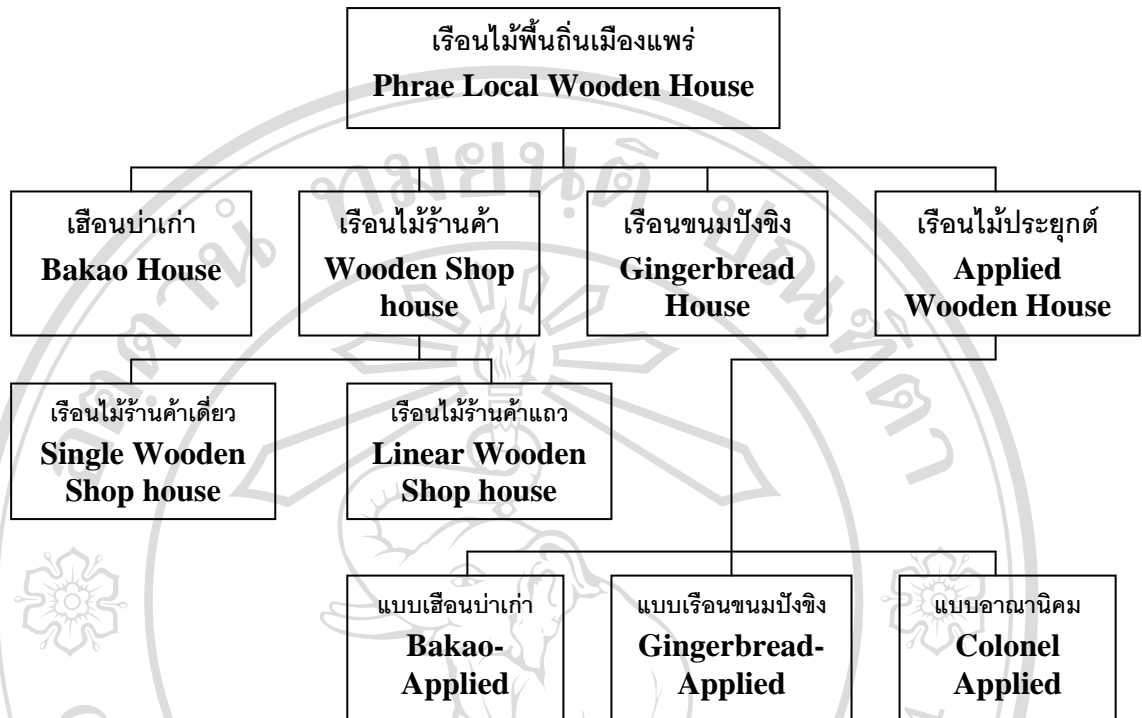 เรือนไม้พื้นถิ่นเมืองแพร่
Phrae Local Wooden House
เฮือนบ่าเก่า
Bakao House
เรือนไม้ร้านค้า
Wooden Shop
house
เรือนขนมปังขิง
Gingerbread
House
เรือนไม้ประยุกต์
Applied
Wooden House
เรือนไม้ร้านค้าเดี่ยว
Single Wooden
Shop house
เรือนไม้ร้านค้าแถว
Linear Wooden
Shop house
แบบเฮือนบ่าเก่า
Bakao-
Applied
แบบเรือนขนมปังขิง
Gingerbread-
Applied
แบบอาณานิคม
Colonel
Applied